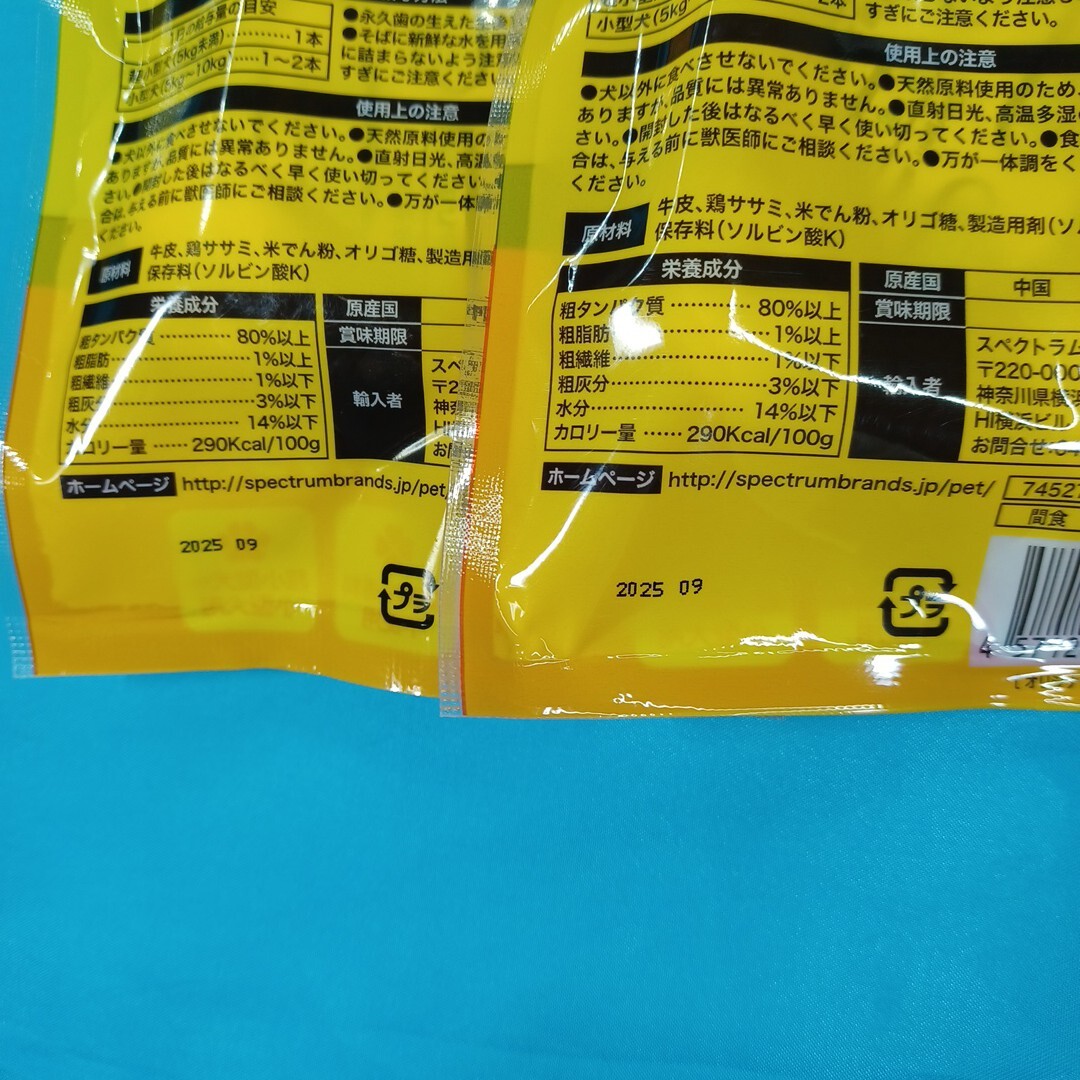 1日の給与量の目安
超小型犬(5kg未満)············1本
小型犬(5kg~10kg)·····1~2本
●永久歯の生えた
●そばに新鮮な水を用
に詰まらないよう注
すぎにご注意くださ
使用上の注意
●犬以外に食べさせないでください。●天然原料使用の
ありますが、品質には異常ありません。●直射日光、高温
さい。●開封した後はなるべく早く使い切ってください。
合は、与える前に獣医師にご相談ください。●万が一体
ください。
原材料
牛皮、鶏ササミ、米でん粉、オリゴ糖、製造用
保存料(ソルビン酸K)
栄養成分
粗タンパク質············80%以上
粗脂肪··················1%以上
粗繊維··················1%以下
粗灰分··················3%以下
水分····················14%以下
カロリー量······290Kcal/100g
原産国
賞味期限
輸入者
スペ
〒2
神奈
HI横
お問
ホームページ http://spectrumbrands.jp/pet/
2025 09
プラ
小型犬(5kg~
2本
すぎにご注意ください。
使用上の注意
●犬以外に食べさせないでください。●天然原料使用のため、
ありますが、品質には異常ありません。●直射日光、高温多湿
さい。●開封した後はなるべく早く使い切ってください。●食
合は、与える前に獣医師にご相談ください。●万が一体調をく
ください。
原材料
牛皮、鶏ササミ、米でん粉、オリゴ糖、製造用剤(ソ
保存料(ソルビン酸K)
栄養成分
粗タンパク質············80%以上
粗脂肪··················1%以上
粗繊維··················1%以下
粗灰分··················3%以下
水分····················14%以下
カロリー量······290Kcal/100g
原産国 中国
賞味期限
輸入者
スペクトラム
〒220-000
神奈川県横浜
HI横浜ビル
お問合せ:
ホームページ http://spectrumbrands.jp/pet/
7452
間食
2025 09
プラ